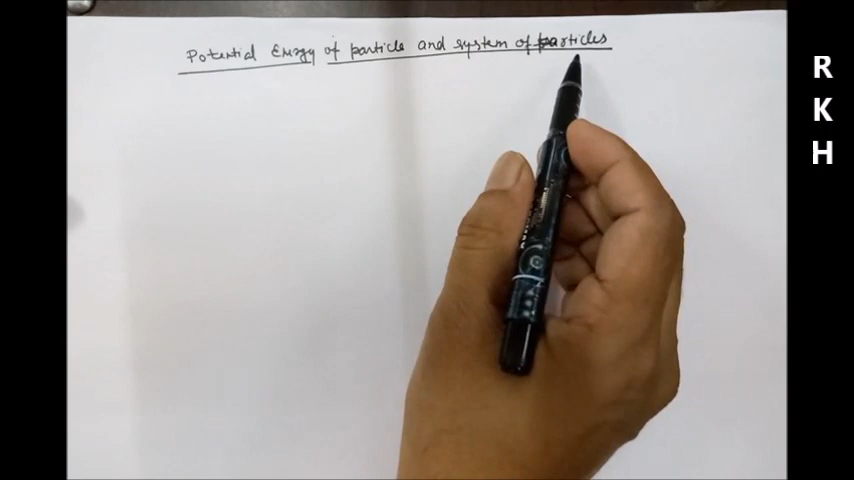 Potential Energy of particle and system of particles
R
K
H